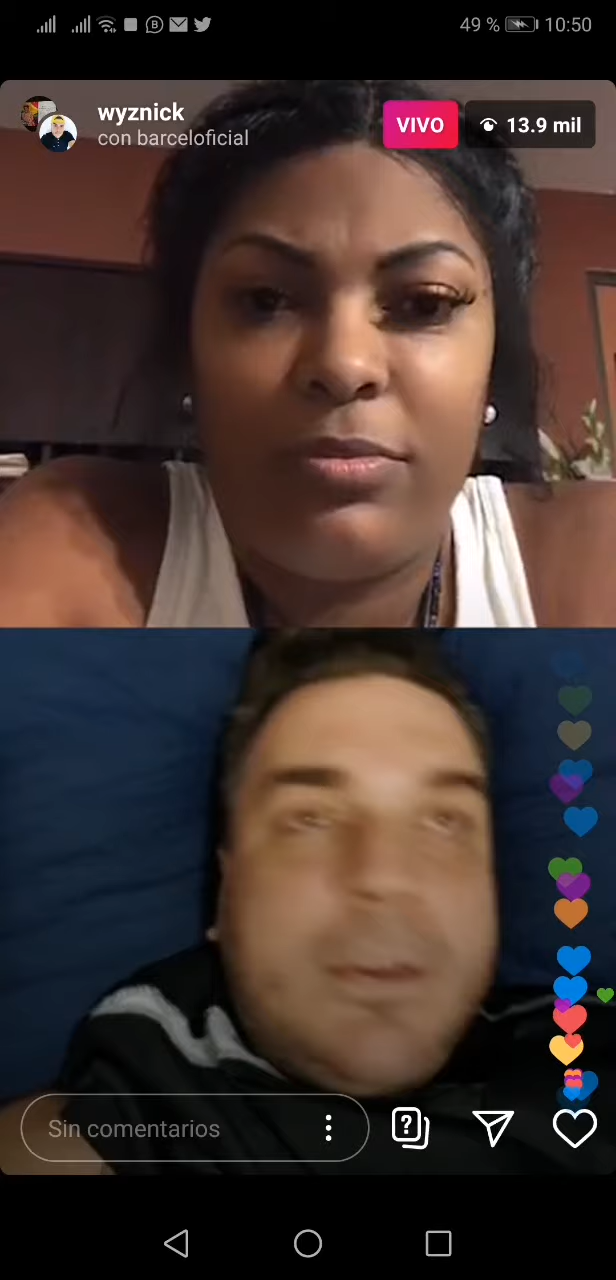 49 % 10:50
wyznick
con barceloficial
VIVO
13.9 mil
Sin comentarios